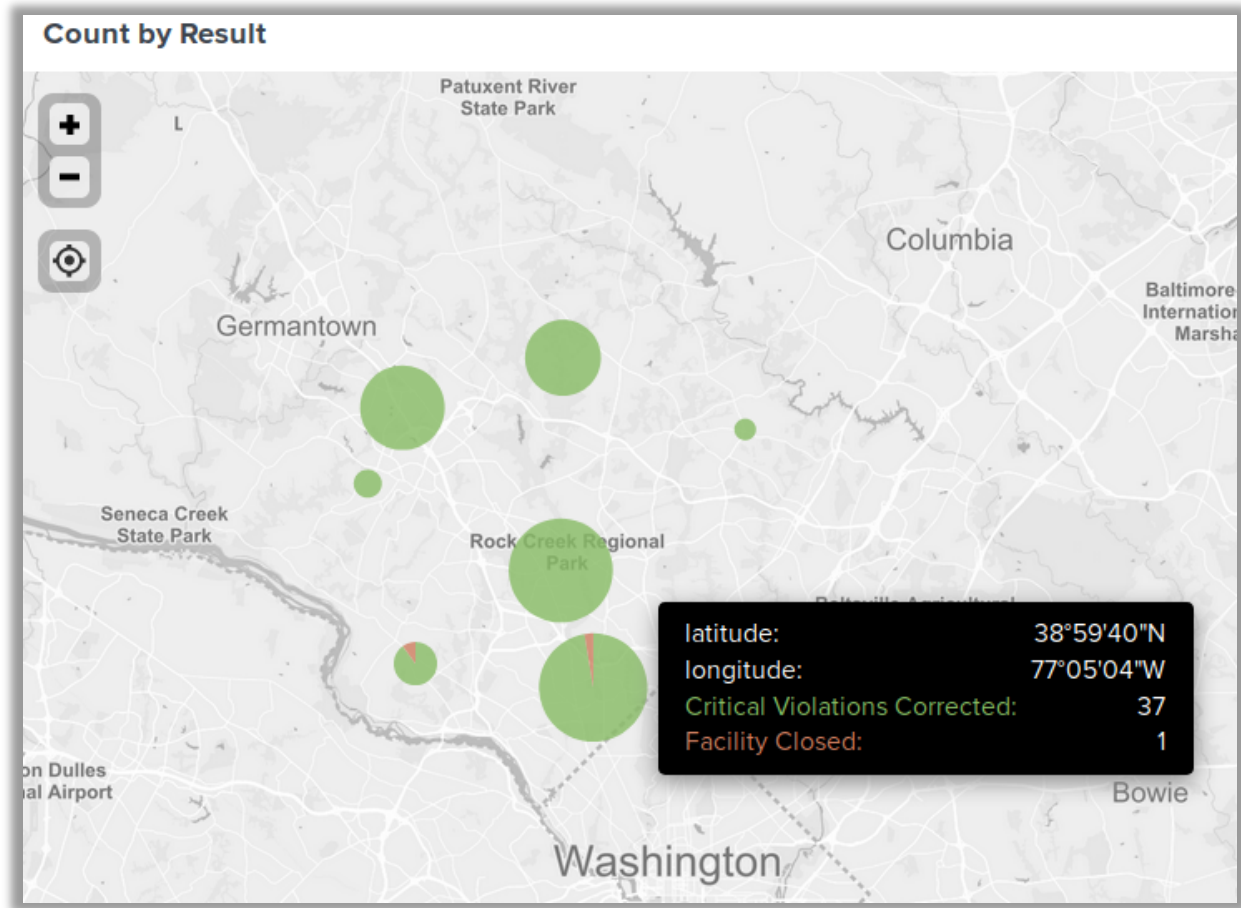 Count by Result
Patuxent River
State Park
L
+
−
Columbia
Baltimore
Internation
Marsha
Germantown
Seneca Creek
State Park
Rock Creek Regional
Park
Beltsville Agricultural
latitude: 38°59'40"N
longitude: 77°05'04"W
Critical Violations Corrected: 37
Facility Closed: 1
on Dulles
al Airport
Bowie
Washington